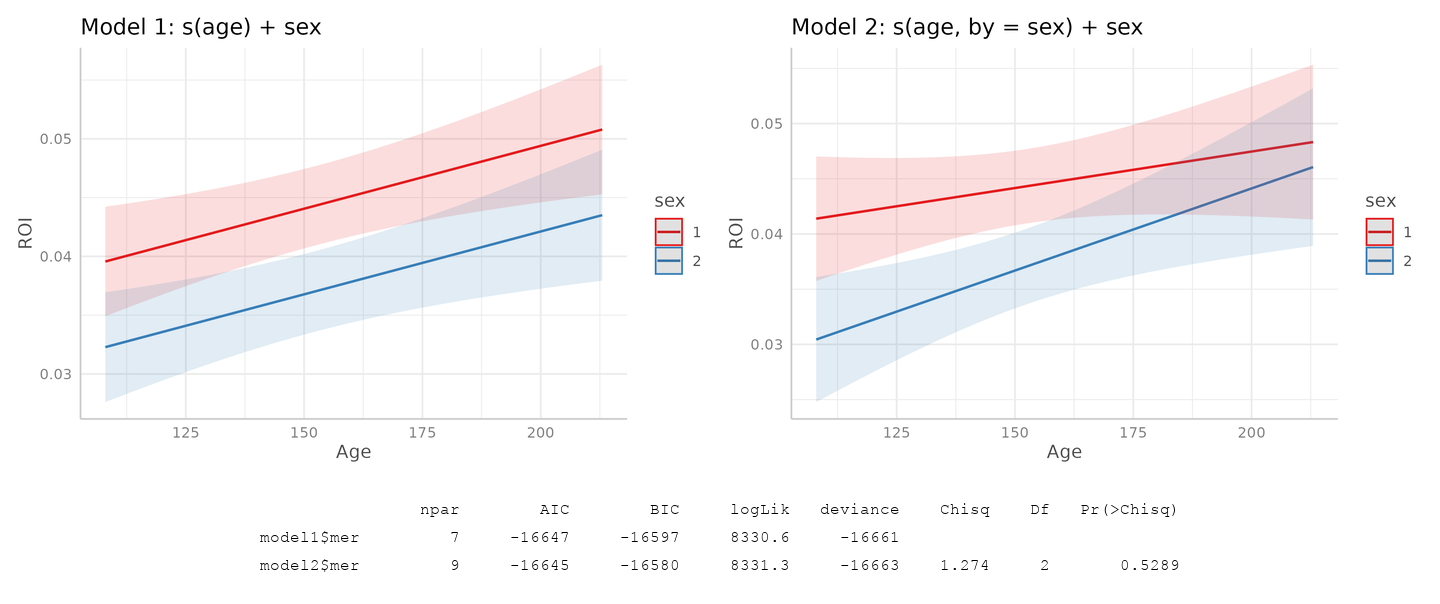 Model 1: s(age) + sex
0.05
0.04
0.03
ROI
125 150 175 200
Age
sex
1
2
Model 2: s(age, by = sex) + sex
0.05
0.04
0.03
ROI
125 150 175 200
Age
sex
1
2
npar AIC BIC logLik deviance Chisq Df Pr(>Chisq)
model1$mer 7 -16647 -16597 8330.6 -16661
model2$mer 9 -16645 -16580 8331.3 -16663 1.274 2 0.5289